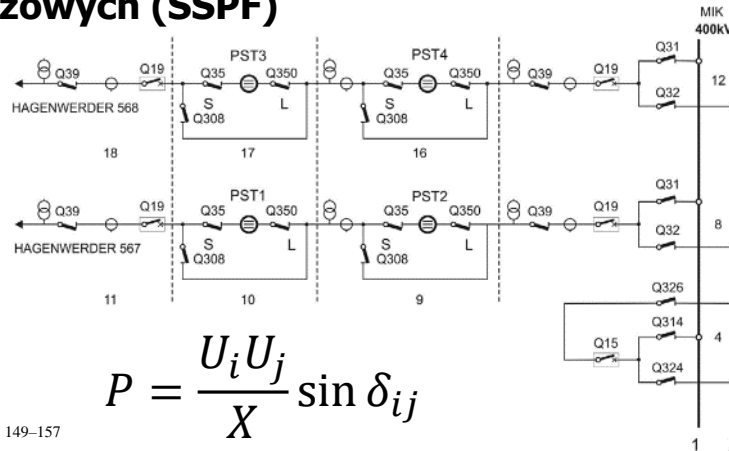 zowych (SSPF)
MIK
400kV
PST3 PST4 Q31
Q39 Q19 Q35 Q350 Q35 Q350 Q39 Q19 12
Q32
HAGENWERDER 568 S L S L
Q308 Q308
18 17 16
Q31
PST1 PST2
Q39 Q19 Q35 Q350 Q35 Q350 Q39 Q19 8
Q32
HAGENWERDER 567 S L S L
Q308 Q308
Q326
11 10 9
Q314
Q15 4
Q324
P = U_i U_j / X sin δ_ij
149–157
1